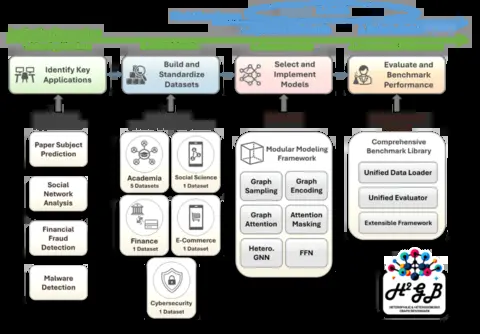 Identify Key
Applications
Build and
Standardize
Datasets
Select and
Implement
Models
Evaluate and
Benchmark
Performance
Paper Subject
Prediction
Social
Network
Analysis
Financial
Fraud
Detection
Malware
Detection
Academia
5 Datasets
Social Science
1 Dataset
Finance
1 Dataset
E-Commerce
1 Dataset
Cybersecurity
1 Dataset
Modular Modeling
Framework
Graph
Sampling
Graph
Encoding
Graph
Attention
Attention
Masking
Hetero.
GNN
FFN
Comprehensive
Benchmark Library
Unified Data Loader
Unified Evaluator
Extensible Framework
H²GB